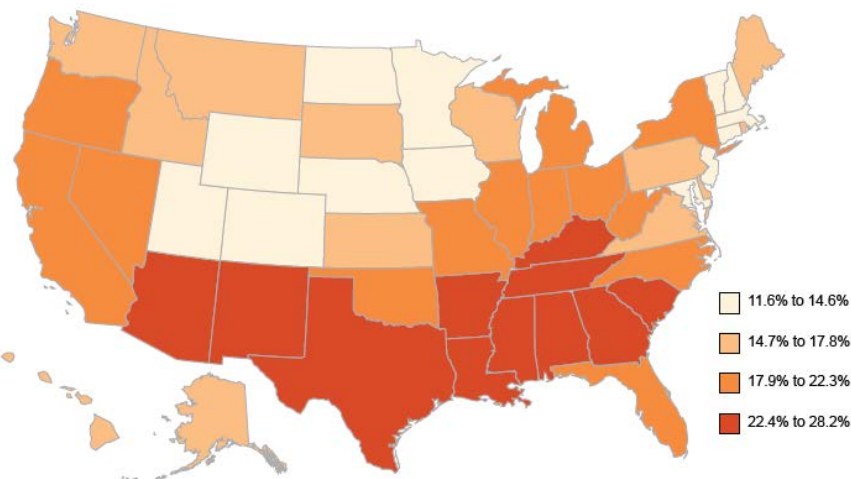 11.6% to 14.6%
14.7% to 17.8%
17.9% to 22.3%
22.4% to 28.2%